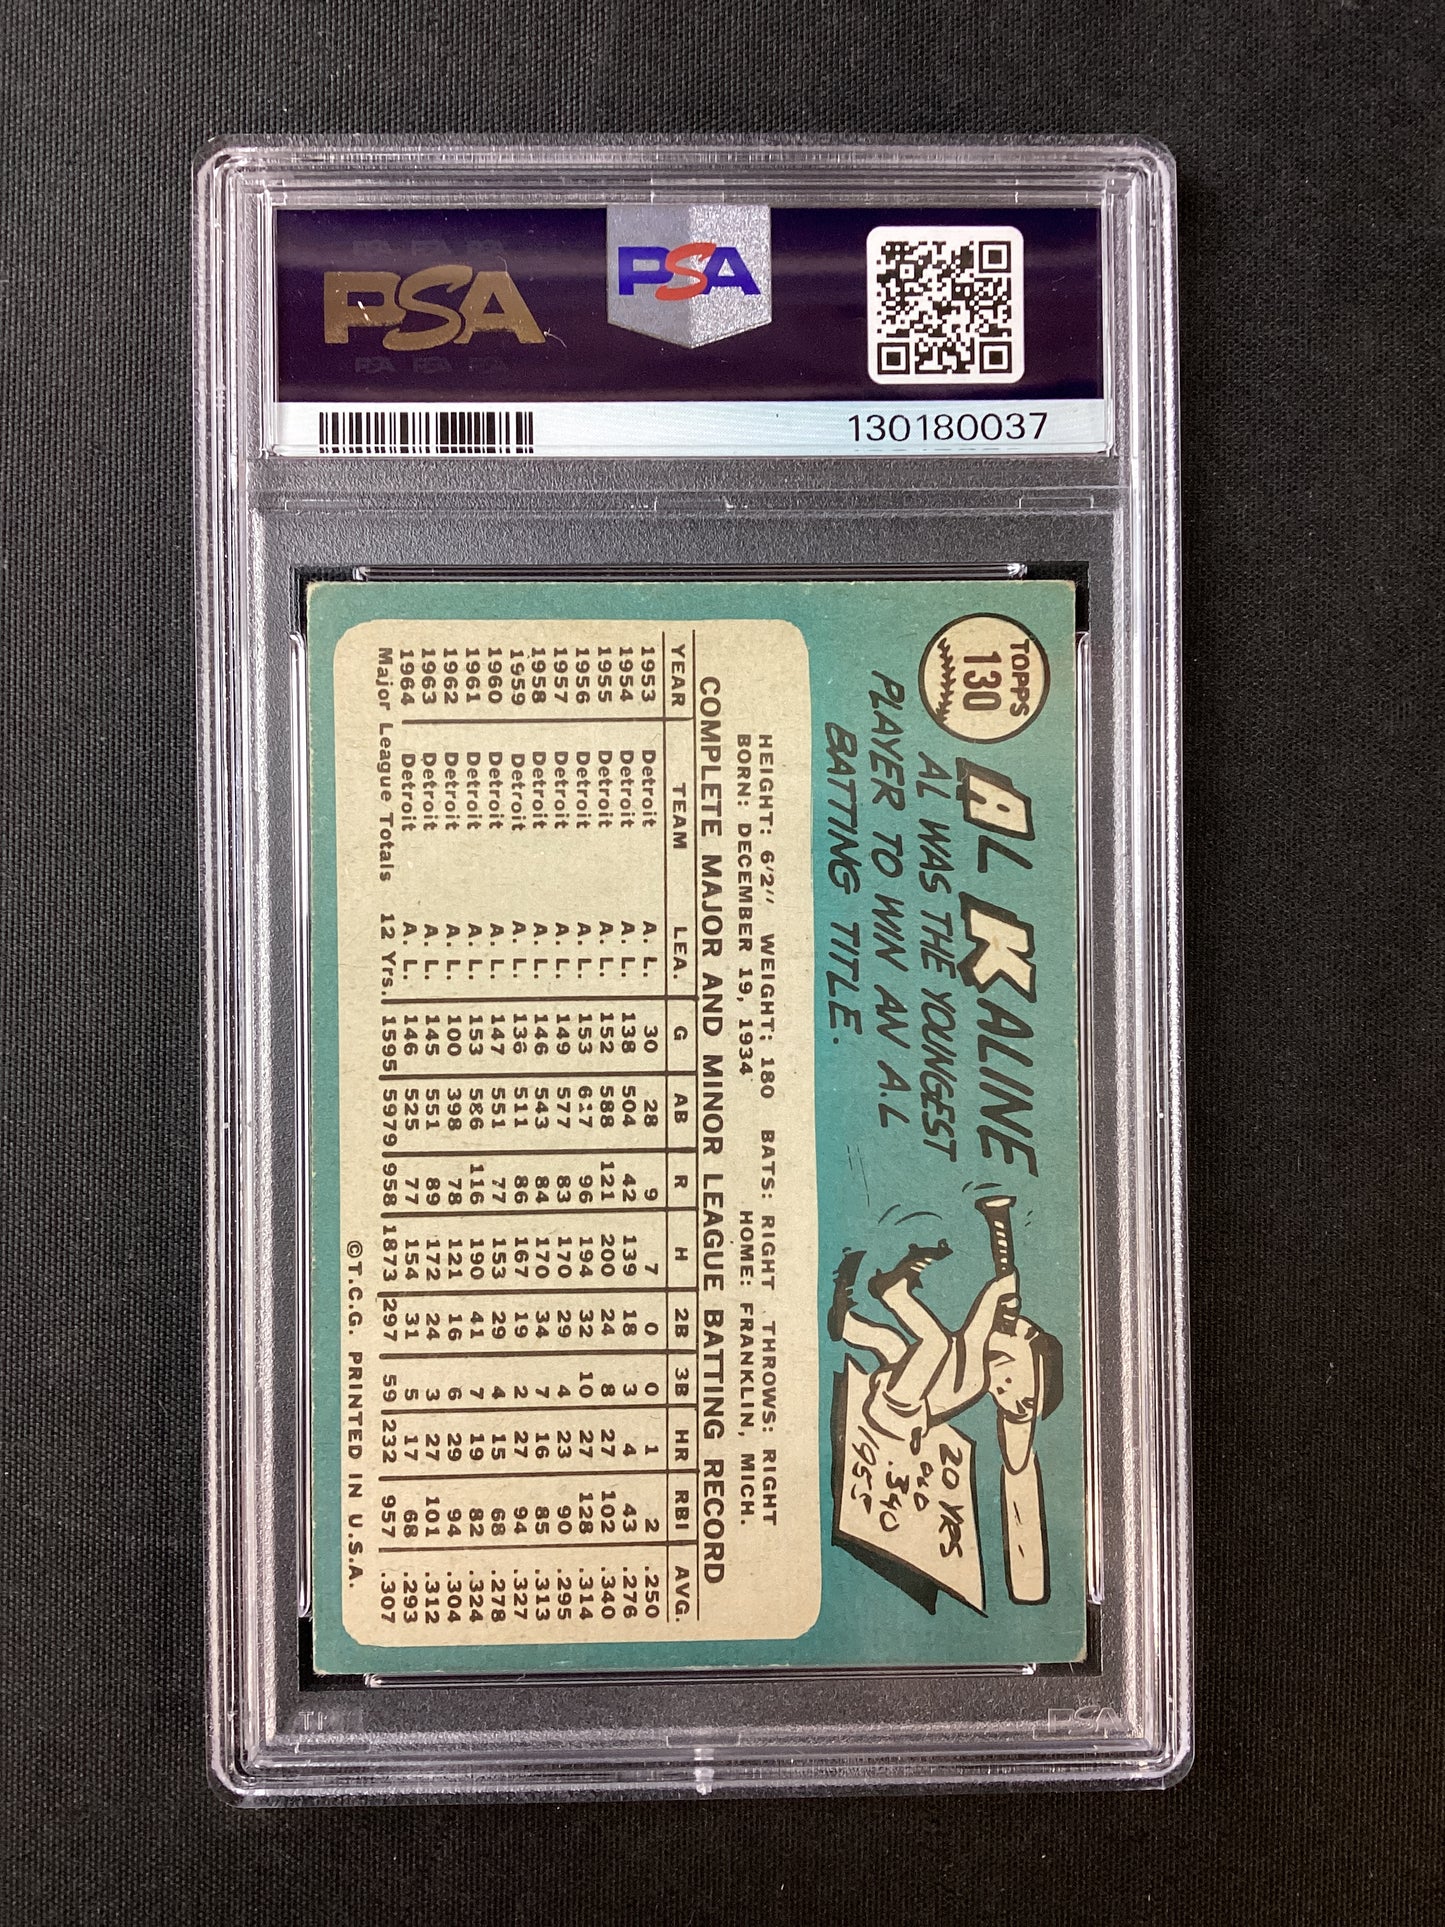 PSA PSA PSA
PSA
PSA PSA PSA
PSA
130180037
TOPPS
130
AL KALINE
AL WAS THE YOUNGEST
PLAYER TO WIN AN A.L
BATTING TITLE.
20 YRS
OLD
.340
1955
HEIGHT: 6'2" WEIGHT: 180 BATS: RIGHT THROWS: RIGHT
BORN: DECEMBER 19, 1934 HOME: FRANKLIN, MICH.
COMPLETE MAJOR AND MINOR LEAGUE BATTING RECORD
YEAR TEAM LEA. G AB R H 2B 3B HR RBI AVG.
1953 Detroit A. L. 30 28 9 7 0 0 1 2 .250
1954 Detroit A. L. 138 504 42 139 18 3 4 43 .276
1955 Detroit A. L. 152 588 121 200 24 8 27 102 .340
1956 Detroit A. L. 153 617 96 194 32 10 27 128 .314
1957 Detroit A. L. 149 577 83 170 29 4 23 90 .295
1958 Detroit A. L. 146 543 84 170 34 7 16 85 .313
1959 Detroit A. L. 136 511 86 167 19 2 27 94 .327
1960 Detroit A. L. 147 551 77 153 29 4 15 68 .278
1961 Detroit A. L. 153 586 116 190 41 7 19 82 .324
1962 Detroit A. L. 100 398 78 121 16 6 29 94 .304
1963 Detroit A. L. 145 551 89 172 24 3 27 101 .312
1964 Detroit A. L. 146 525 77 154 31 5 17 68 .293
Major League Totals 12 Yrs. 1595 5979 958 1873 297 59 232 957 .307
©T.C.G. PRINTED IN U.S.A.
PSA